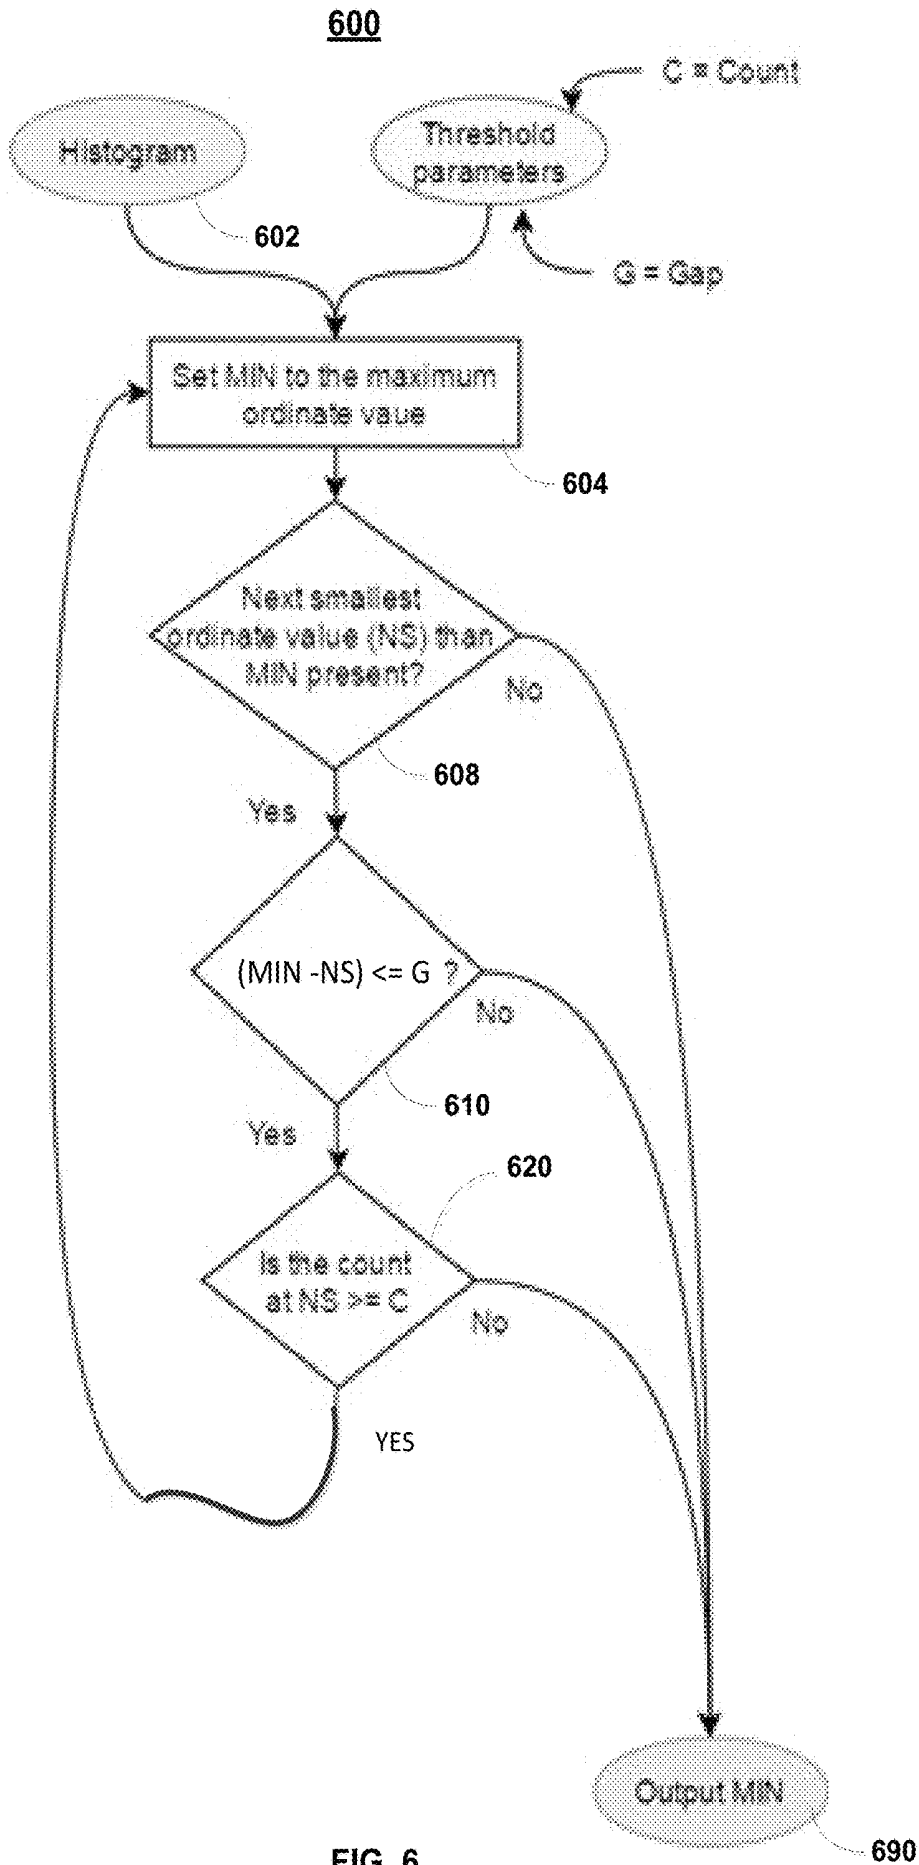 600
C = Count
Histogram
Threshold
parameters
602
G = Gap
Set MIN to the maximum
ordinate vaue
604
Next smallest
ordinate value (NS) than
MIN present?
No
608
Yes
(MIN -NS) <= G ?
No
610
Yes
620
Is the count
at NS >= C
No
YES
Output MIN
690
FIG. 6